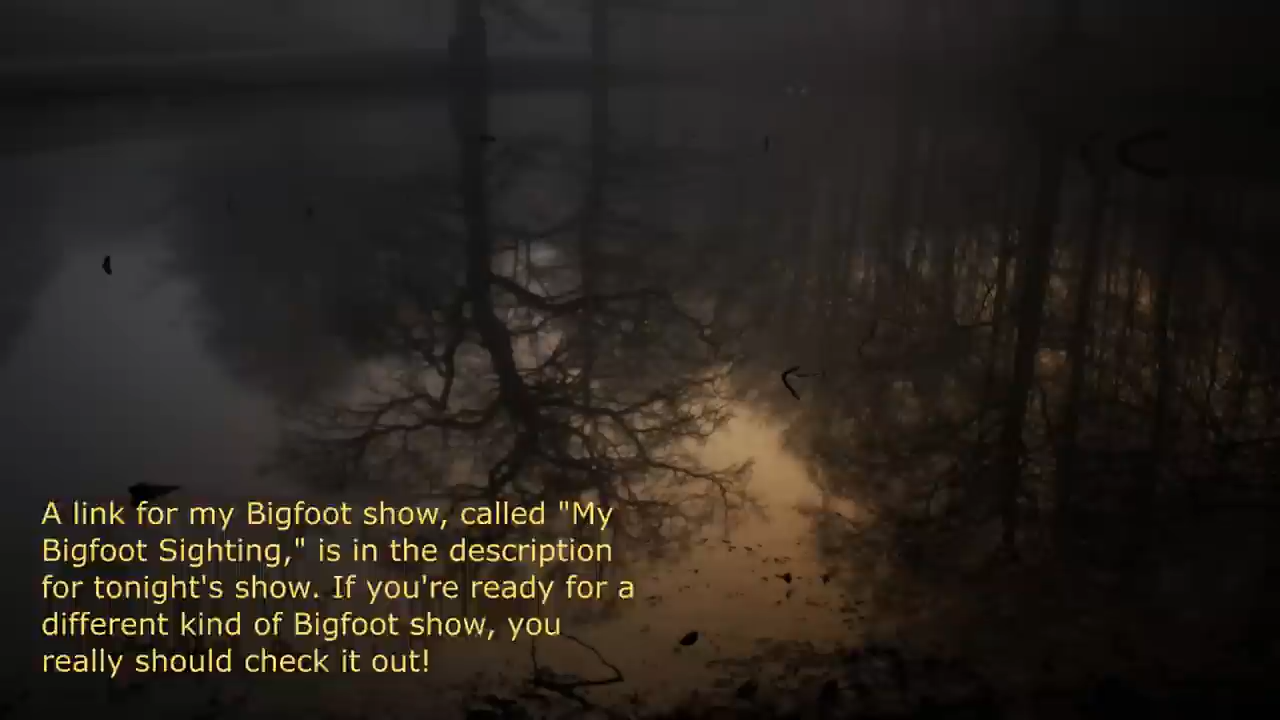 A link for my Bigfoot show, called "My
Bigfoot Sighting," is in the description
for tonight's show. If you're ready for a
different kind of Bigfoot show, you
really should check it out!